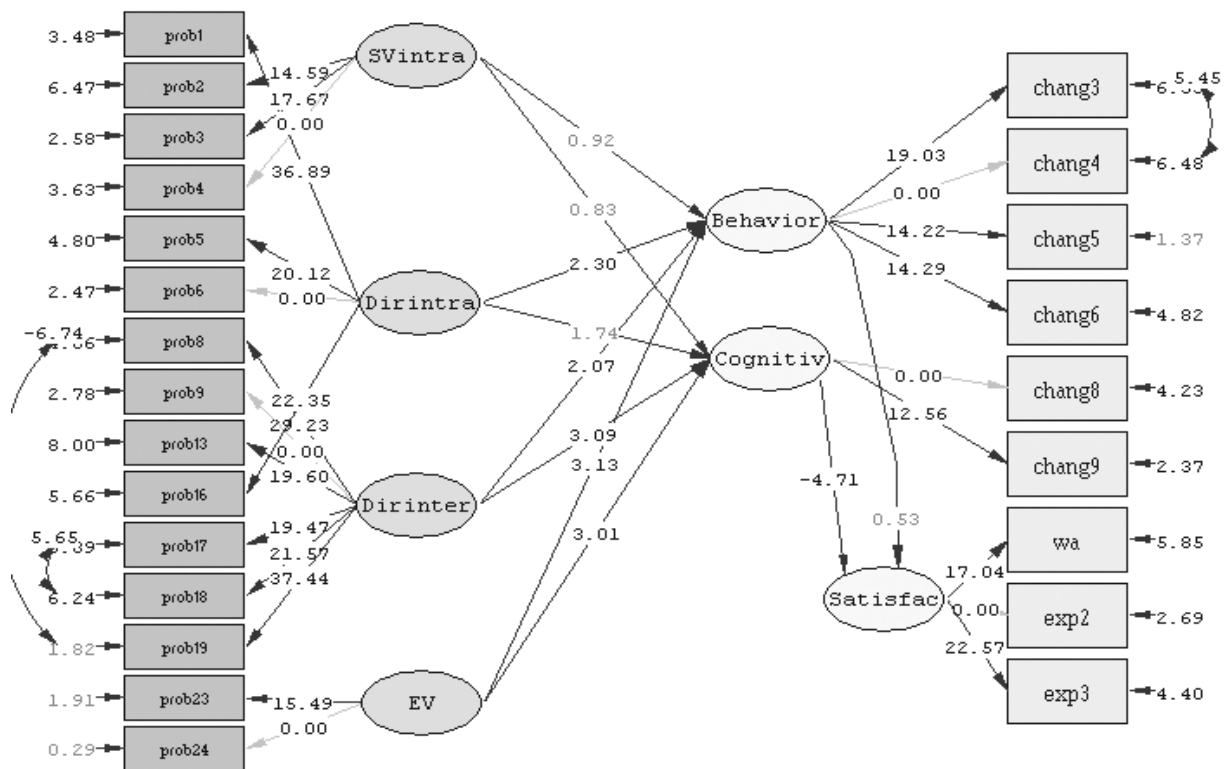 3.48
prob1
6.47
prob2
2.58
prob3
3.63
prob4
4.80
prob5
2.47
prob6
-6.74
prob8
2.78
prob9
8.00
prob13
5.66
prob16
5.65
prob17
6.24
prob18
1.82
prob19
1.91
prob23
0.29
prob24
14.59
17.67
0.00
36.89
20.12
0.00
22.35
29.23
0.00
19.60
19.47
21.57
37.44
15.49
0.00
SVintra
Dirintra
Dirinter
EV
0.92
0.83
2.30
1.74
2.07
3.09
3.13
3.01
Behavior
Cognitiv
-4.71
0.53
Satisfac
19.03
0.00
14.22
14.29
0.00
12.56
17.04
0.00
22.57
chang3
5.45
chang4
6.48
chang5
1.37
chang6
4.82
chang8
4.23
chang9
2.37
wa
5.85
exp2
2.69
exp3
4.40